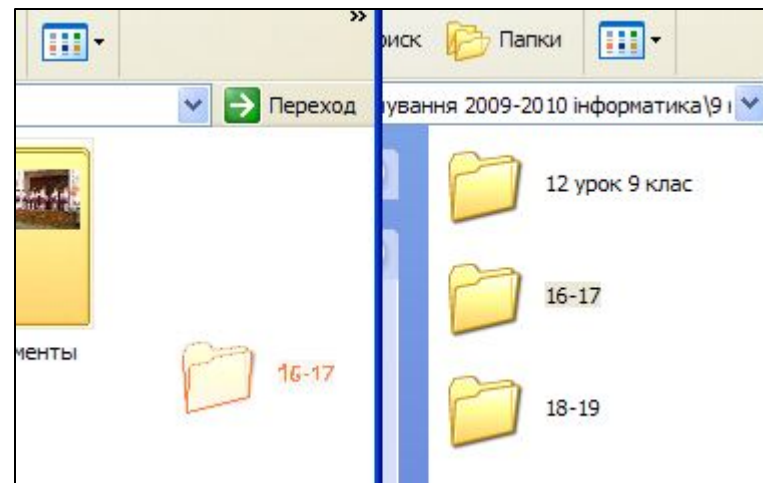 »
Переход
менты
16-17
иск Папки
ування 2009-2010 інформатика\9
12 урок 9 клас
16-17
18-19